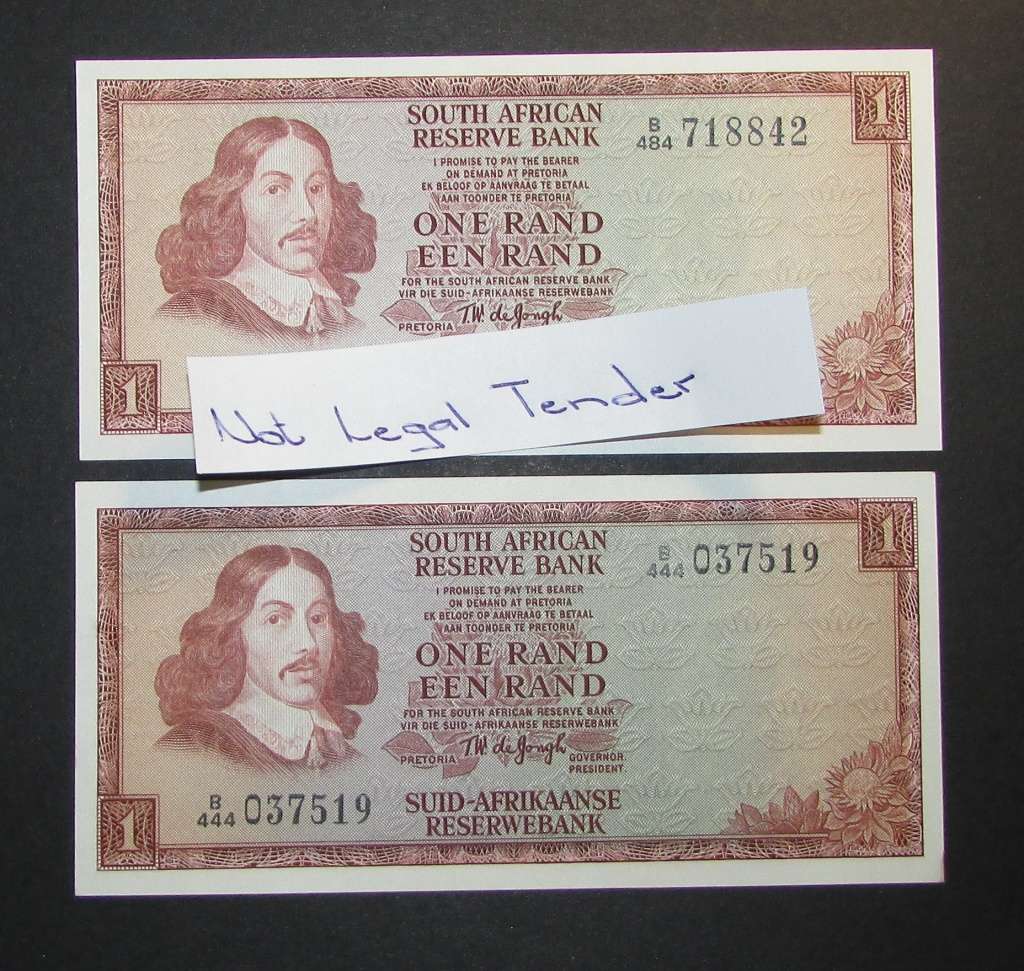 1
SOUTH AFRICAN
RESERVE BANK
B/484 718842
I PROMISE TO PAY THE BEARER
ON DEMAND AT PRETORIA
EK BELOOF OP AANVRAAG TE BETAAL
AAN TOONDER TE PRETORIA
ONE RAND
EEN RAND
FOR THE SOUTH AFRICAN RESERVE BANK
VIR DIE SUID-AFRIKAANSE RESERWEBANK
PRETORIA T.W. de Jongh
1
Not Legal Tender
1
SOUTH AFRICAN
RESERVE BANK
B/444 037519
I PROMISE TO PAY THE BEARER
ON DEMAND AT PRETORIA
EK BELOOF OP AANVRAAG TE BETAAL
AAN TOONDER TE PRETORIA
ONE RAND
EEN RAND
FOR THE SOUTH AFRICAN RESERVE BANK
VIR DIE SUID-AFRIKAANSE RESERWEBANK
PRETORIA T.W. de Jongh GOVERNOR.
PRESIDENT.
B/444 037519
SUID-AFRIKAANSE
RESERWEBANK
1